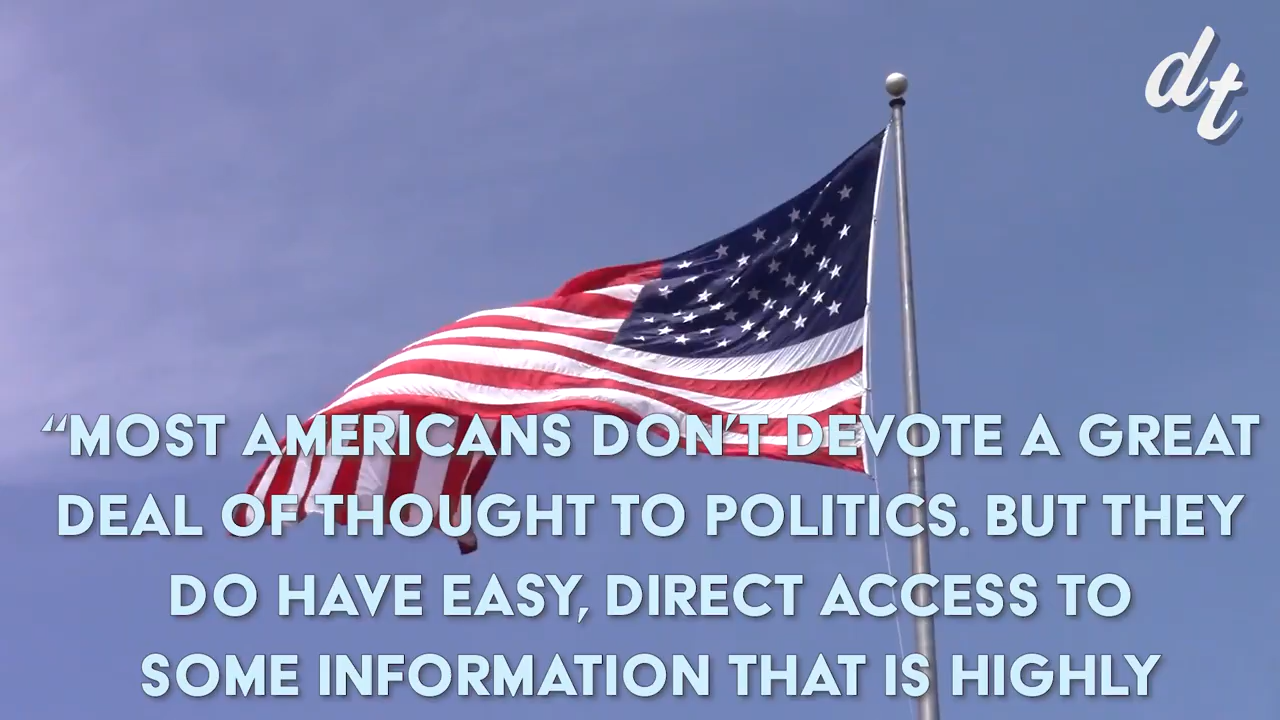 dt
“MOST AMERICANS DON’T DEVOTE A GREAT
DEAL OF THOUGHT TO POLITICS. BUT THEY
DO HAVE EASY, DIRECT ACCESS TO
SOME INFORMATION THAT IS HIGHLY